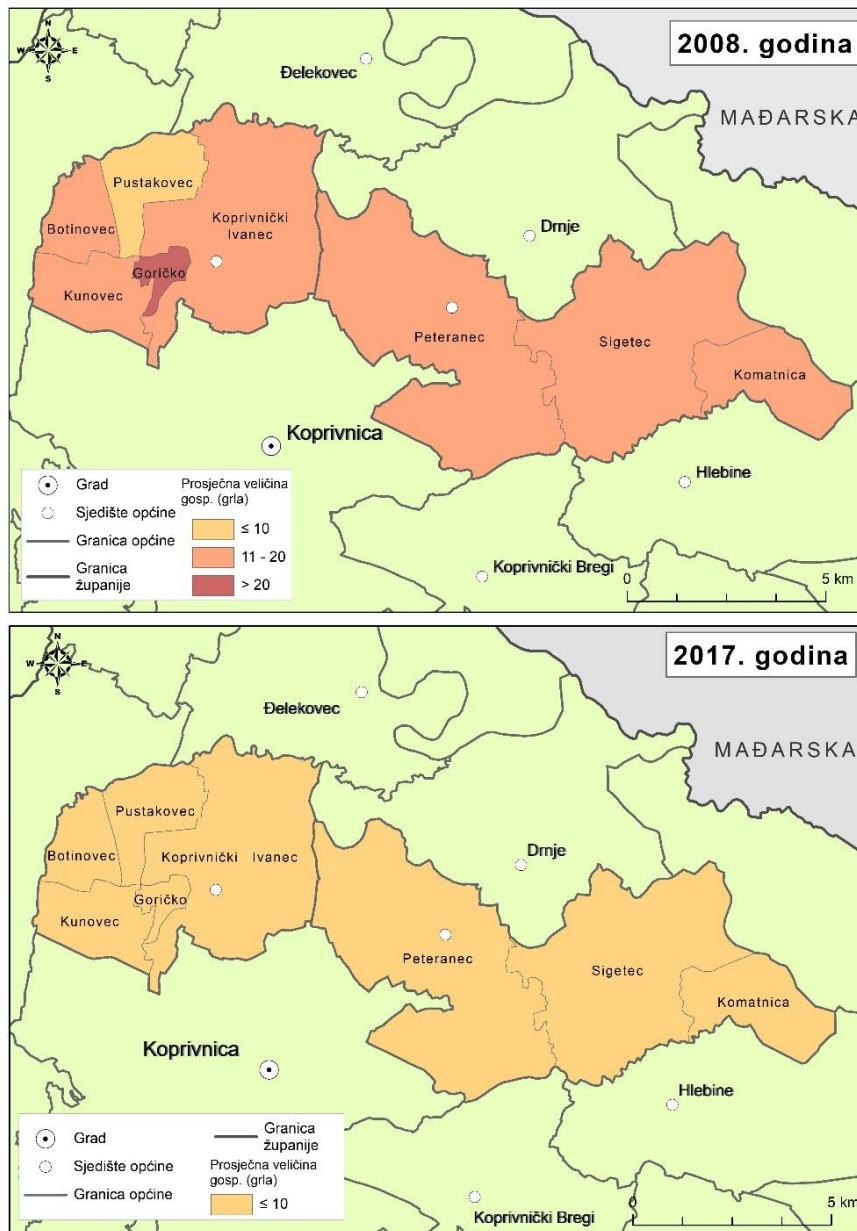 N
W E
S
2008. godina
Đelekovec
MAĐARSKA
Pustakovec
Botinovec
Koprivnički
Ivanec
Drnje
Goričko
Kunovec
Peteranec
Sigetec
Komatnica
Koprivnica
Hlebine
Koprivnički Bregi
Grad
Sjedište općine
Granica općine
Granica
županije
Prosječna veličina
gosp. (grla)
≤ 10
11 - 20
> 20
0 5 km
N
W E
S
2017. godina
Đelekovec
MAĐARSKA
Pustakovec
Botinovec
Koprivnički Ivanec
Drnje
Goričko
Kunovec
Peteranec
Sigetec
Komatnica
Koprivnica
Hlebine
Koprivnički Bregi
Grad
Sjedište općine
Granica općine
Granica
županije
Prosječna veličina
gosp. (grla)
≤ 10
0 5 km